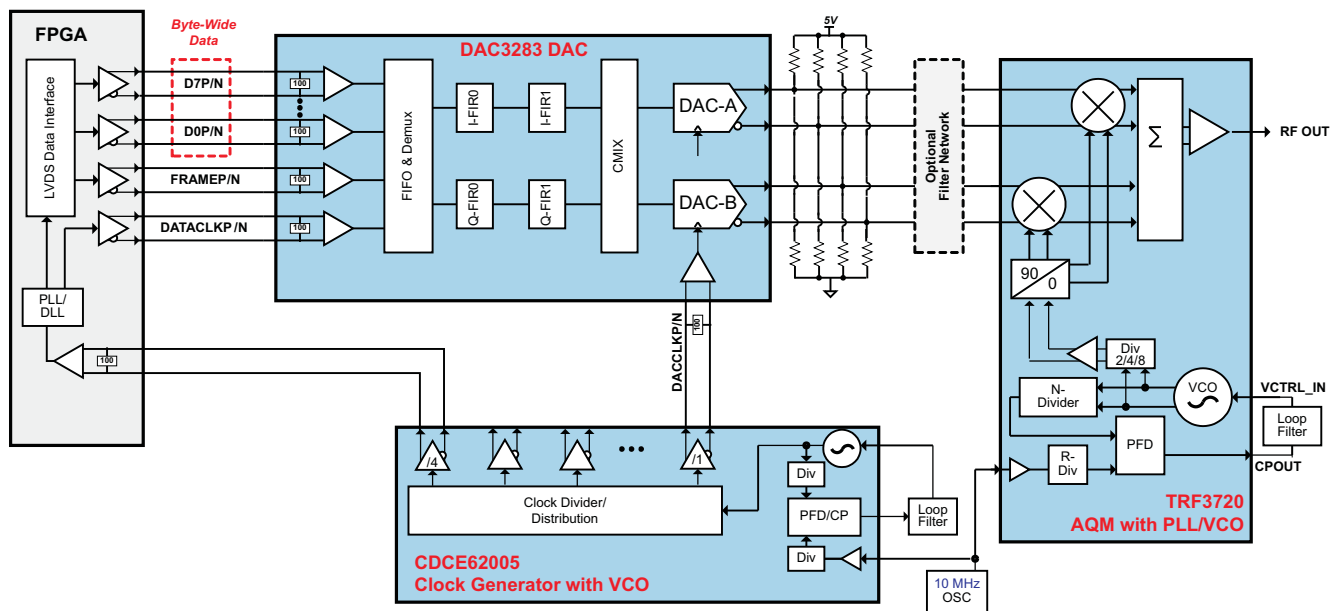 FPGA
LVDS Data Interface
PLL/
DLL
100
Byte-Wide
Data
D7P/N
D0P/N
FRAMEP/N
DATACLKP/N
DAC3283 DAC
100
100
100
100
FIFO & Demux
I-FIR0
I-FIR1
Q-FIR0
Q-FIR1
CMIX
DAC-A
DAC-B
DACCLKP/N
100
5V
Optional
Filter Network
Σ
RF OUT
90
0
Div
2/4/8
N-
Divider
VCO
VCTRL_IN
Loop
Filter
PFD
R-
Div
CPOUT
TRF3720
AQM with PLL/VCO
/4
/1
Clock Divider/
Distribution
Div
PFD/CP
Loop
Filter
Div
CDCE62005
Clock Generator with VCO
10 MHz
OSC